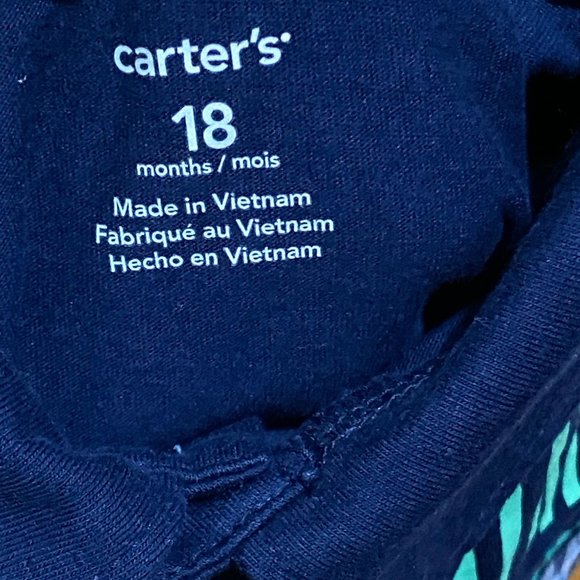 carter's
18
months / mois
Made in Vietnam
Fabriqué au Vietnam
Hecho en Vietnam